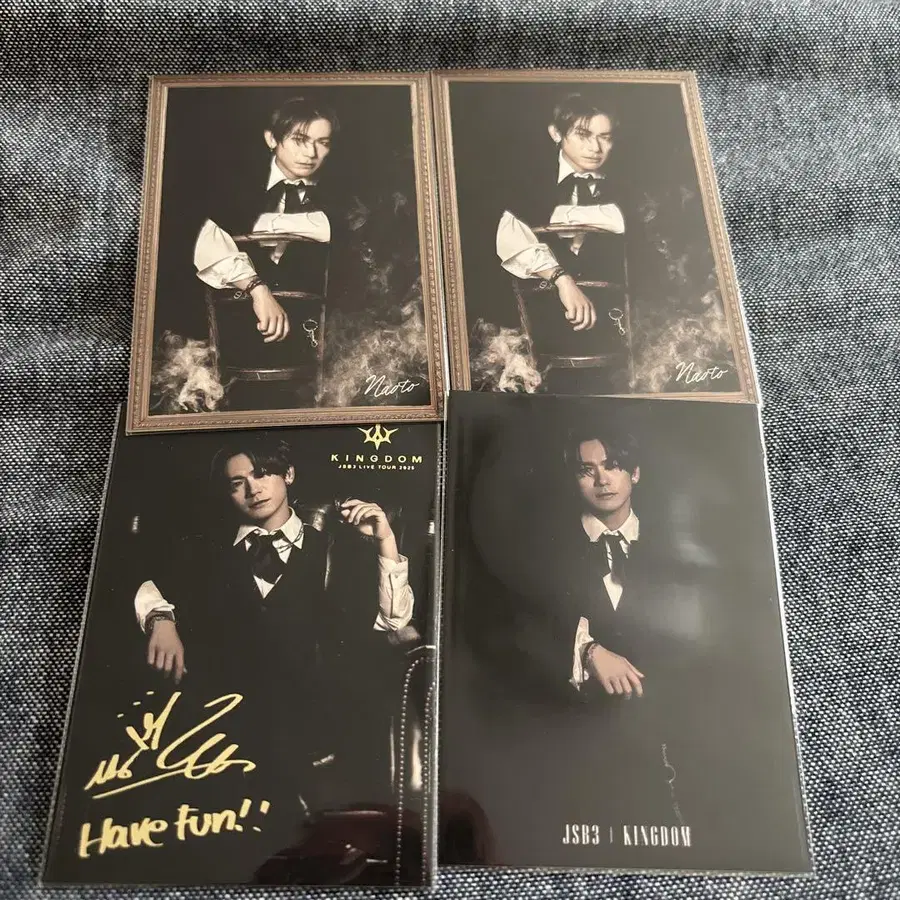 Naoto
Naoto
KINGDOM
JSB3 LIVE TOUR 2025
Have Fun!!
JSB3 | KINGDOM